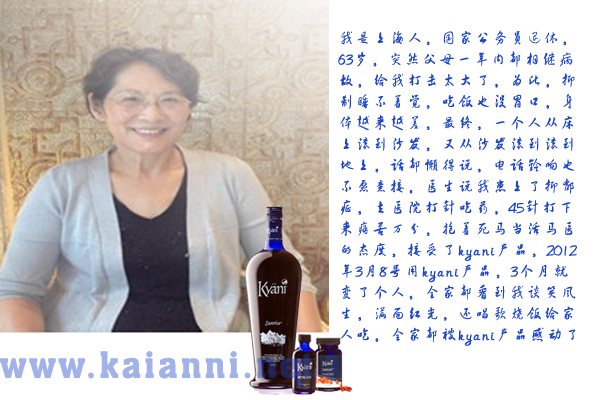 我是上海人，国家公务员退休，
63岁，突然父母一年内都相继病
故，给我打击太大了，为此，抑
制睡不着觉，吃饭也没胃口，身
体越来越差，最终，一个人从床
上滚到沙发，又从沙发滚到滚到
地上，话都懒得说，电话铃响也
不愿意接，医生说我患上了抑郁
症，去医院打针吃药，45针打下
来痛苦万分，抱着死马当活马医
的态度，接受了kyani产品，2012
年3月8号用kyani产品，3个月就
变了个人，全家都看到我谈笑风
生，满面红光，还唱歌烧饭给家
人吃，全家都被kyani产品感动了
Kyäni
Sunrise
www.kaianni.net